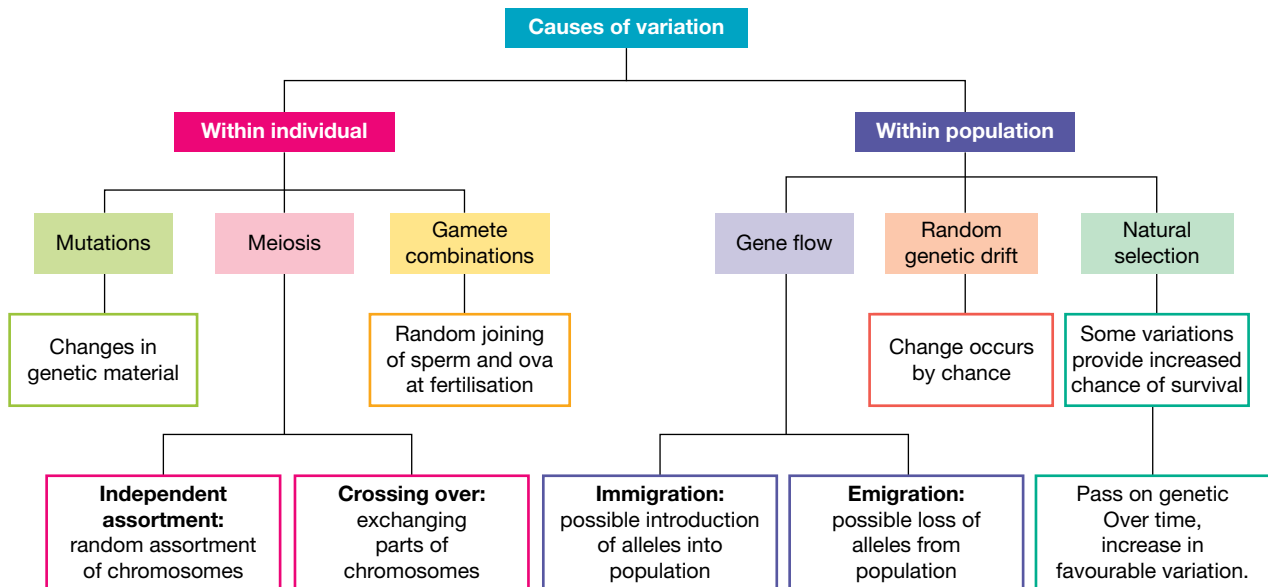 Causes of variation
Within individual
Within population
Mutations
Meiosis
Gamete
combinations
Gene flow
Random
genetic drift
Natural
selection
Changes in
genetic material
Random joining
of sperm and ova
at fertilisation
Change occurs
by chance
Some variations
provide increased
chance of survival
Independent
assortment:
random assortment
of chromosomes
Crossing over:
exchanging
parts of
chromosomes
Immigration:
possible introduction
of alleles into
population
Emigration:
possible loss of
alleles from
population
Pass on genetic
Over time,
increase in
favourable variation.